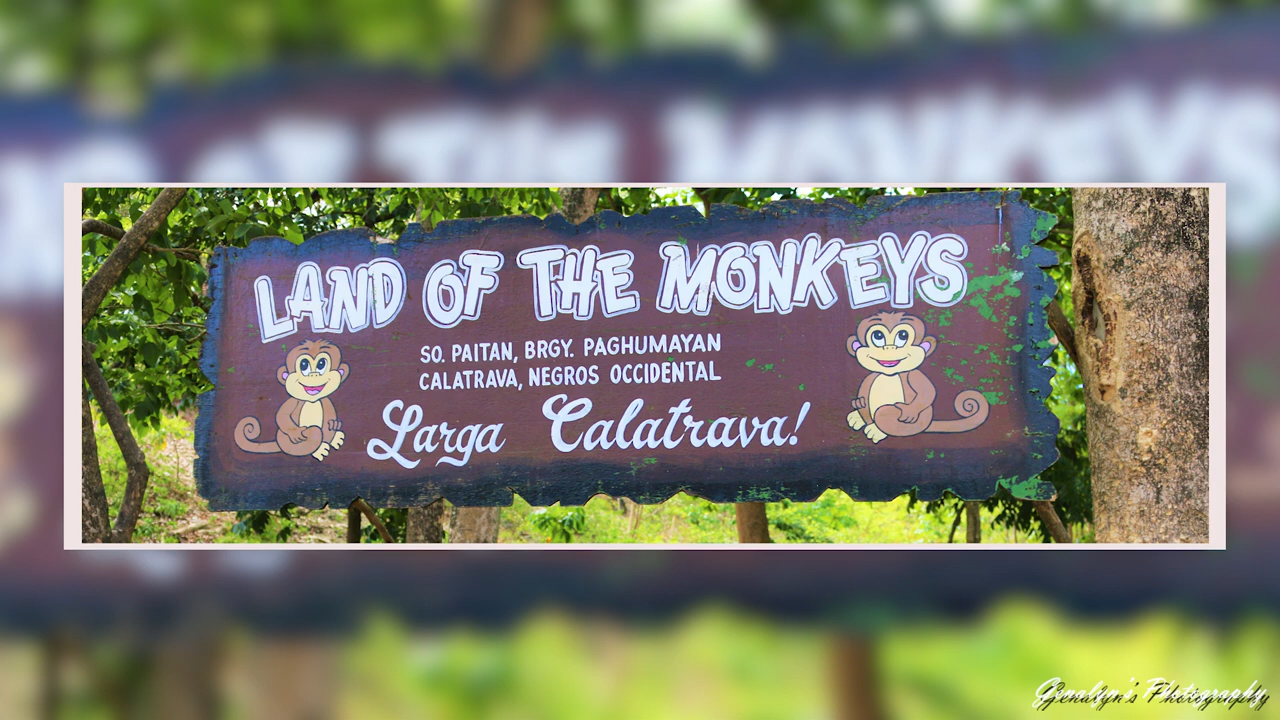 LAND OF THE MONKEYS
SO. PAITAN, BRGY. PAGHUMAYAN
CALATRAVA, NEGROS OCCIDENTAL
Larga Calatrava!
Genalyn's Photography